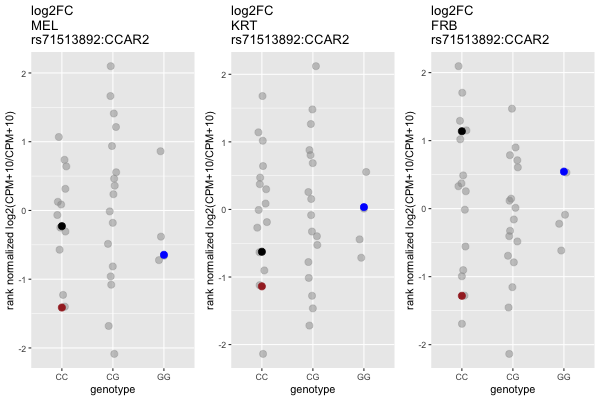 log2FC
MEL
rs71513892:CCAR2
rank normalized log2(CPM+10/CPM+10)
2
1
0
-1
-2
CC
CG
GG
genotype
log2FC
KRT
rs71513892:CCAR2
rank normalized log2(CPM+10/CPM+10)
2
1
0
-1
-2
CC
CG
GG
genotype
log2FC
FRB
rs71513892:CCAR2
rank normalized log2(CPM+10/CPM+10)
2
1
0
-1
-2
CC
CG
GG
genotype